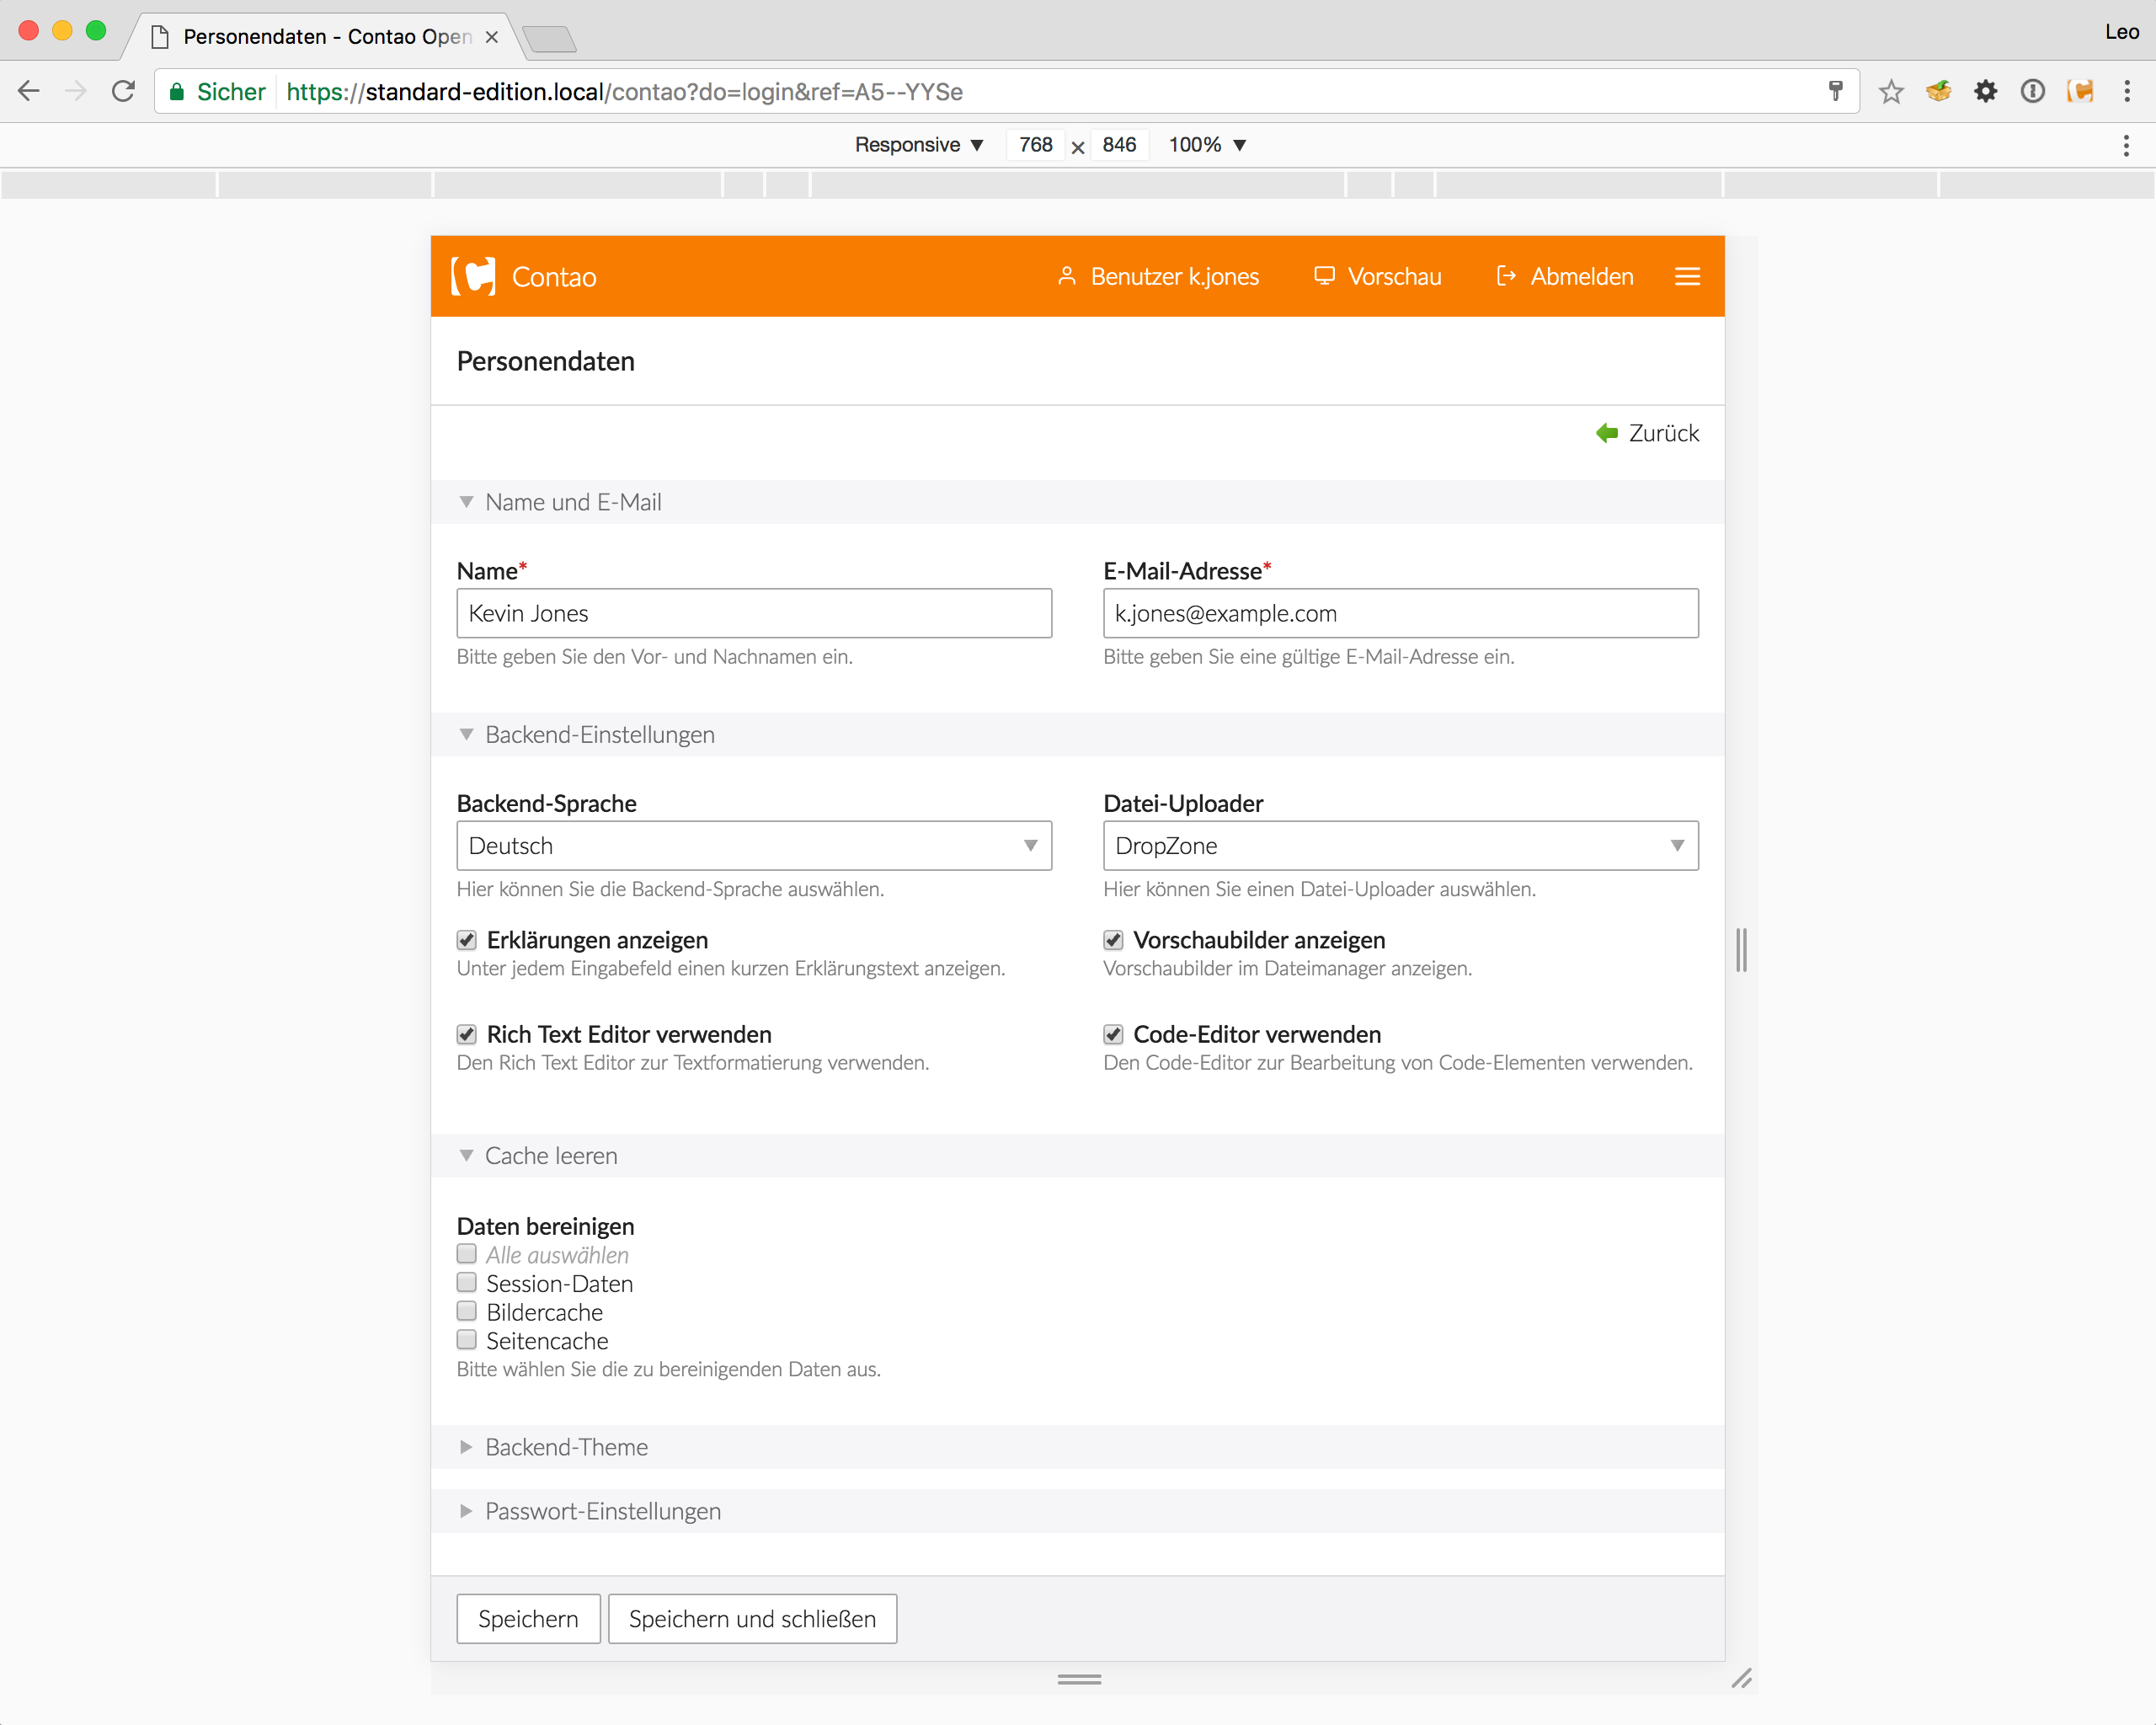 Personendaten - Contao Open
Leo
Sicher https://standard-edition.local/contao?do=login&ref=A5--YYSe
Responsive 768 × 846 100%
Contao Benutzer k.jones Vorschau Abmelden
Personendaten
Zurück
Name und E-Mail
Name* E-Mail-Adresse*
Kevin Jones k.jones@example.com
Bitte geben Sie den Vor- und Nachnamen ein. Bitte geben Sie eine gültige E-Mail-Adresse ein.
Backend-Einstellungen
Backend-Sprache Datei-Uploader
Deutsch DropZone
Hier können Sie die Backend-Sprache auswählen. Hier können Sie einen Datei-Uploader auswählen.
Erklärungen anzeigen Vorschaubilder anzeigen
Unter jedem Eingabefeld einen kurzen Erklärungstext anzeigen. Vorschaubilder im Dateimanager anzeigen.
Rich Text Editor verwenden Code-Editor verwenden
Den Rich Text Editor zur Textformatierung verwenden. Den Code-Editor zur Bearbeitung von Code-Elementen verwenden.
Cache leeren
Daten bereinigen
Alle auswählen
Session-Daten
Bildercache
Seitencache
Bitte wählen Sie die zu bereinigenden Daten aus.
Backend-Theme
Passwort-Einstellungen
Speichern Speichern und schließen